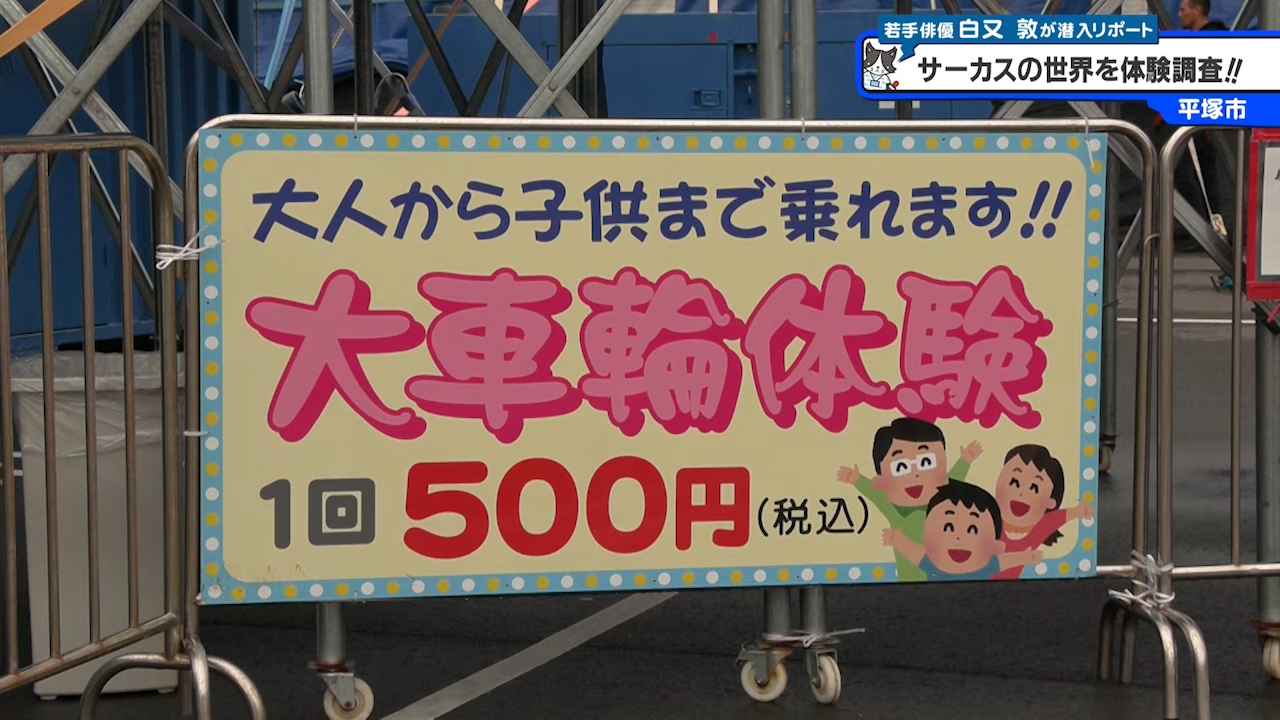 若手俳優 白又 敦が潜入リポート
サーカスの世界を体験調査!!
平塚市
大人から子供まで乗れます!!
大車輪体験
1回 500円(税込)